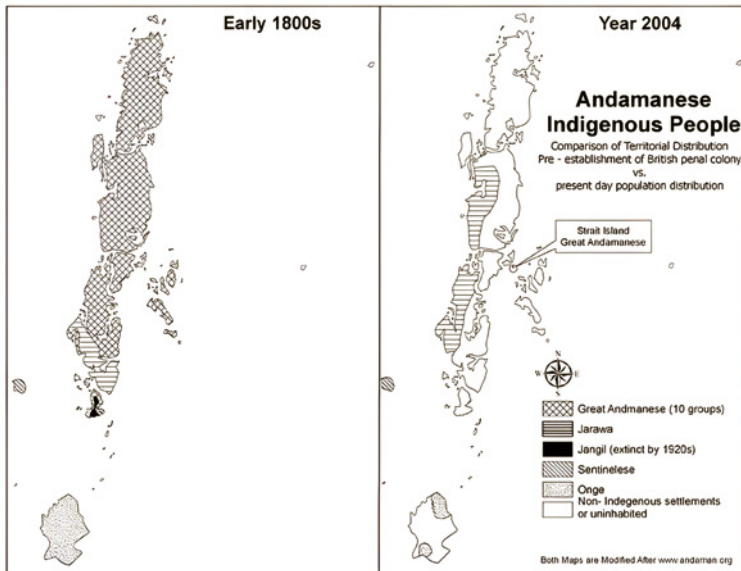 Early 1800s
Year 2004
Andamanese
Indigenous People
Comparison of Territorial Distribution
Pre - establishment of British penal colony
vs.
present day population distribution
Strait Island
Great Andamanese
N
W E
S
Great Andmanese (10 groups)
Jarawa
Jangil (extinct by 1920s)
Sentinelese
Onge
Non- Indegenous settlements
or uninhabited
Both Maps are Modified After www.andaman.org